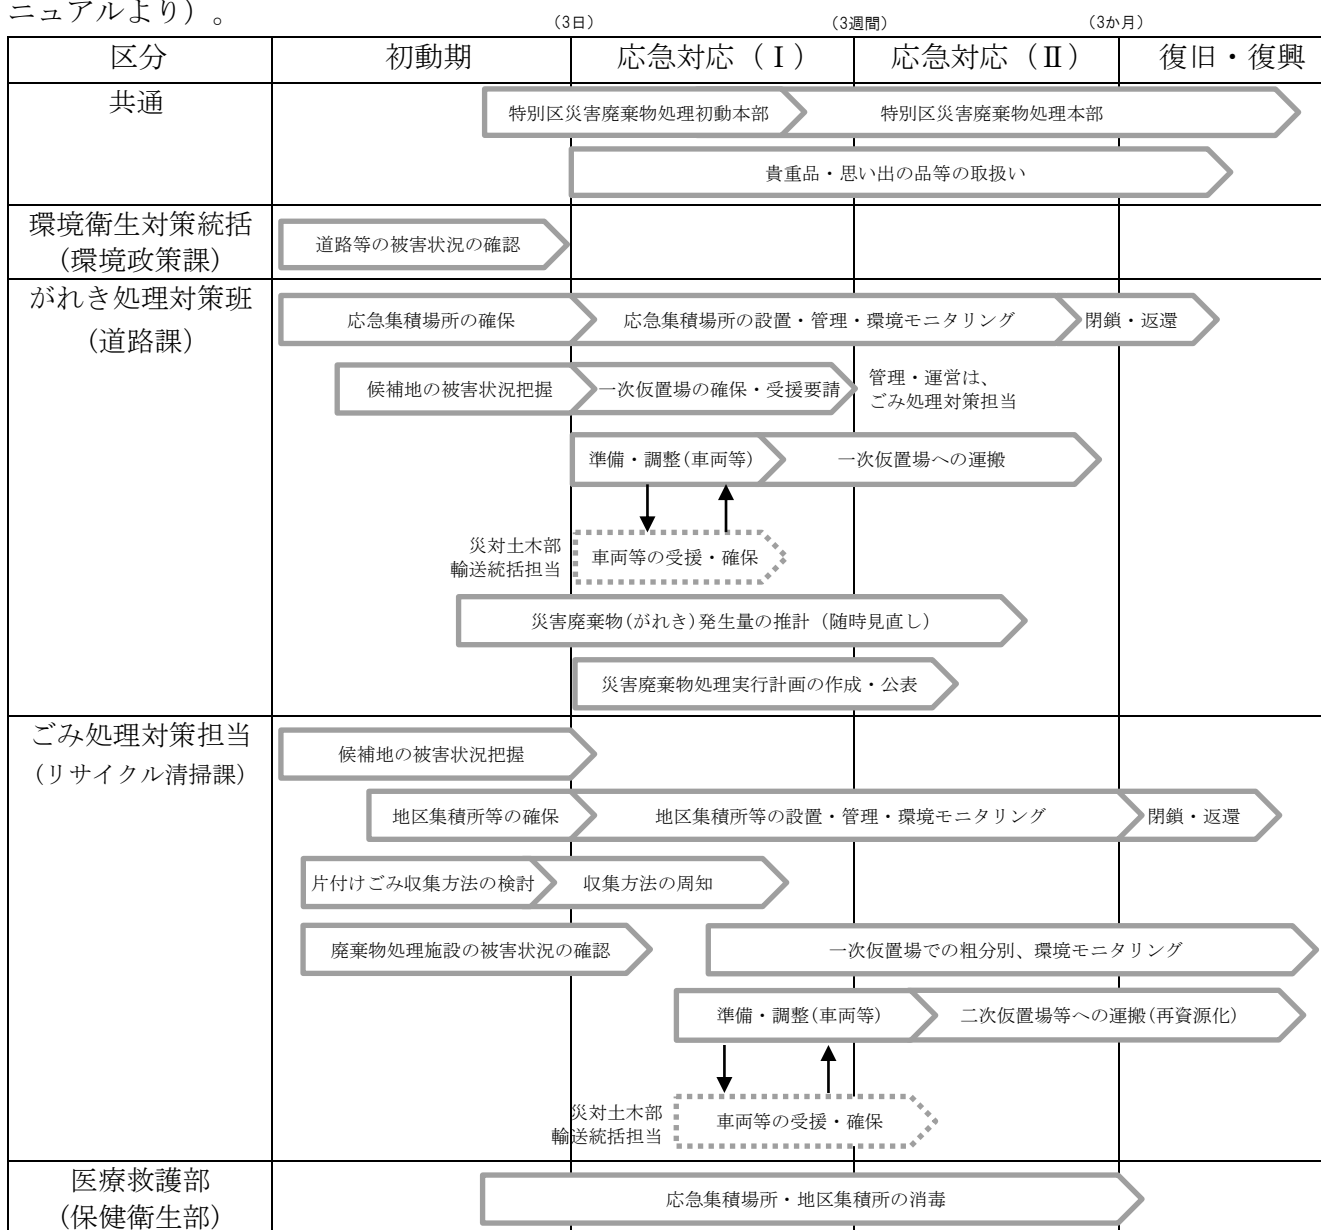 ニュアルより）。
（3日）
（3週間）
（3か月）
区分
初動期
応急対応（Ⅰ）
応急対応（Ⅱ）
復旧・復興
共通
特別区災害廃棄物処理初動本部
特別区災害廃棄物処理本部
貴重品・思い出の品等の取扱い
環境衛生対策統括
（環境政策課）
道路等の被害状況の確認
がれき処理対策班
（道路課）
応急集積場所の確保
応急集積場所の設置・管理・環境モニタリング
閉鎖・返還
候補地の被害状況把握
一次仮置場の確保・受援要請
管理・運営は、
ごみ処理対策担当
準備・調整(車両等)
一次仮置場への運搬
災対土木部
輸送統括担当
車両等の受援・確保
災害廃棄物(がれき)発生量の推計（随時見直し）
災害廃棄物処理実行計画の作成・公表
ごみ処理対策担当
（リサイクル清掃課）
候補地の被害状況把握
地区集積所等の確保
地区集積所等の設置・管理・環境モニタリング
閉鎖・返還
片付けごみ収集方法の検討
収集方法の周知
廃棄物処理施設の被害状況の確認
一次仮置場での粗分別、環境モニタリング
準備・調整(車両等)
二次仮置場等への運搬(再資源化)
災対土木部
輸送統括担当
車両等の受援・確保
医療救護部
（保健衛生部）
応急集積場所・地区集積所の消毒